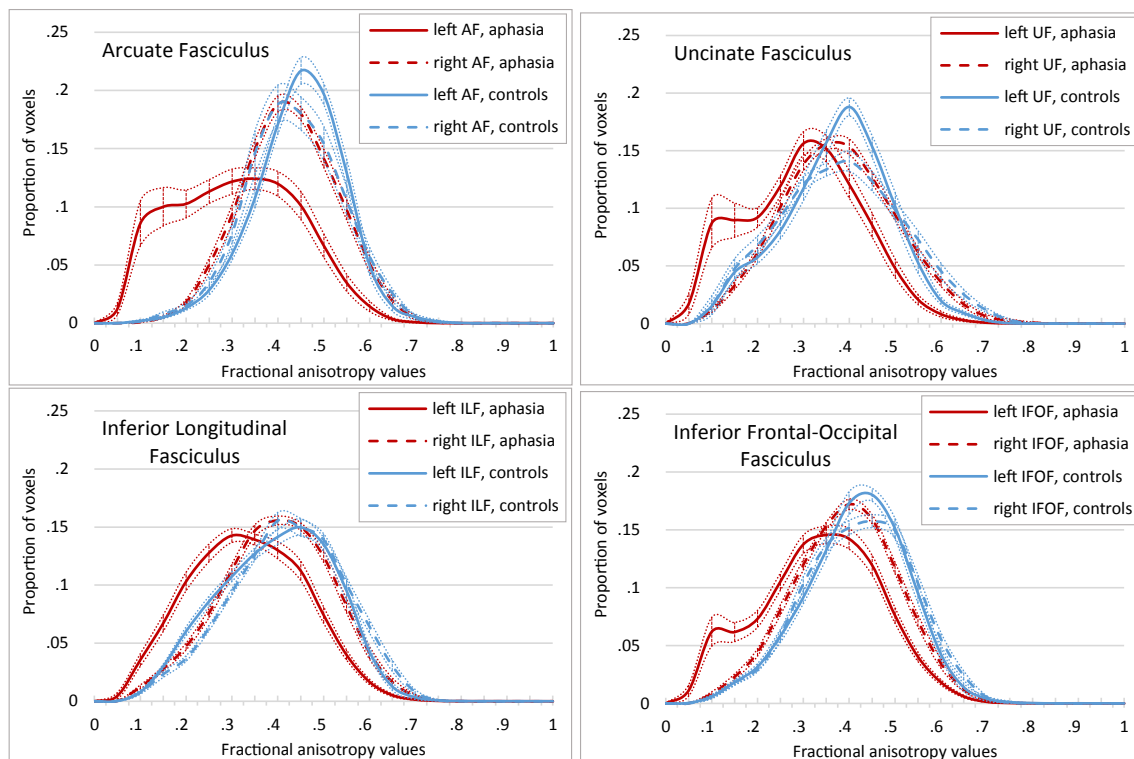 Arcuate Fasciculus
left AF, aphasia
right AF, aphasia
left AF, controls
right AF, controls
Proportion of voxels
.25
.2
.15
.1
.05
0
0 .1 .2 .3 .4 .5 .6 .7 .8 .9 1
Fractional anisotropy values
Uncinate Fasciculus
left UF, aphasia
right UF, aphasia
left UF, controls
right UF, controls
Proportion of voxels
.25
.2
.15
.1
.05
0
0 .1 .2 .3 .4 .5 .6 .7 .8 .9 1
Fractional anisotropy values
Inferior Longitudinal
Fasciculus
left ILF, aphasia
right ILF, aphasia
left ILF, controls
right ILF, controls
Proportion of voxels
.25
.2
.15
.1
.05
0
0 .1 .2 .3 .4 .5 .6 .7 .8 .9 1
Fractional anisotropy values
Inferior Frontal-Occipital
Fasciculus
left IFOF, aphasia
right IFOF, aphasia
left IFOF, controls
right IFOF, controls
Proportion of voxels
.25
.2
.15
.1
.05
0
0 .1 .2 .3 .4 .5 .6 .7 .8 .9 1
Fractional anisotropy values